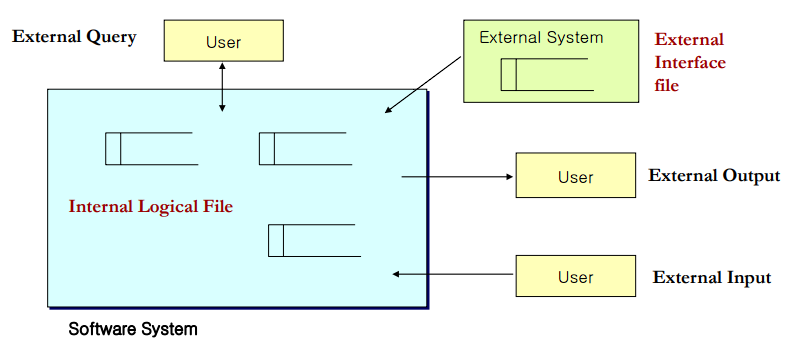 External Query
User
External System
External
Interface
file
User
External Output
Internal Logical File
User
External Input
Software System